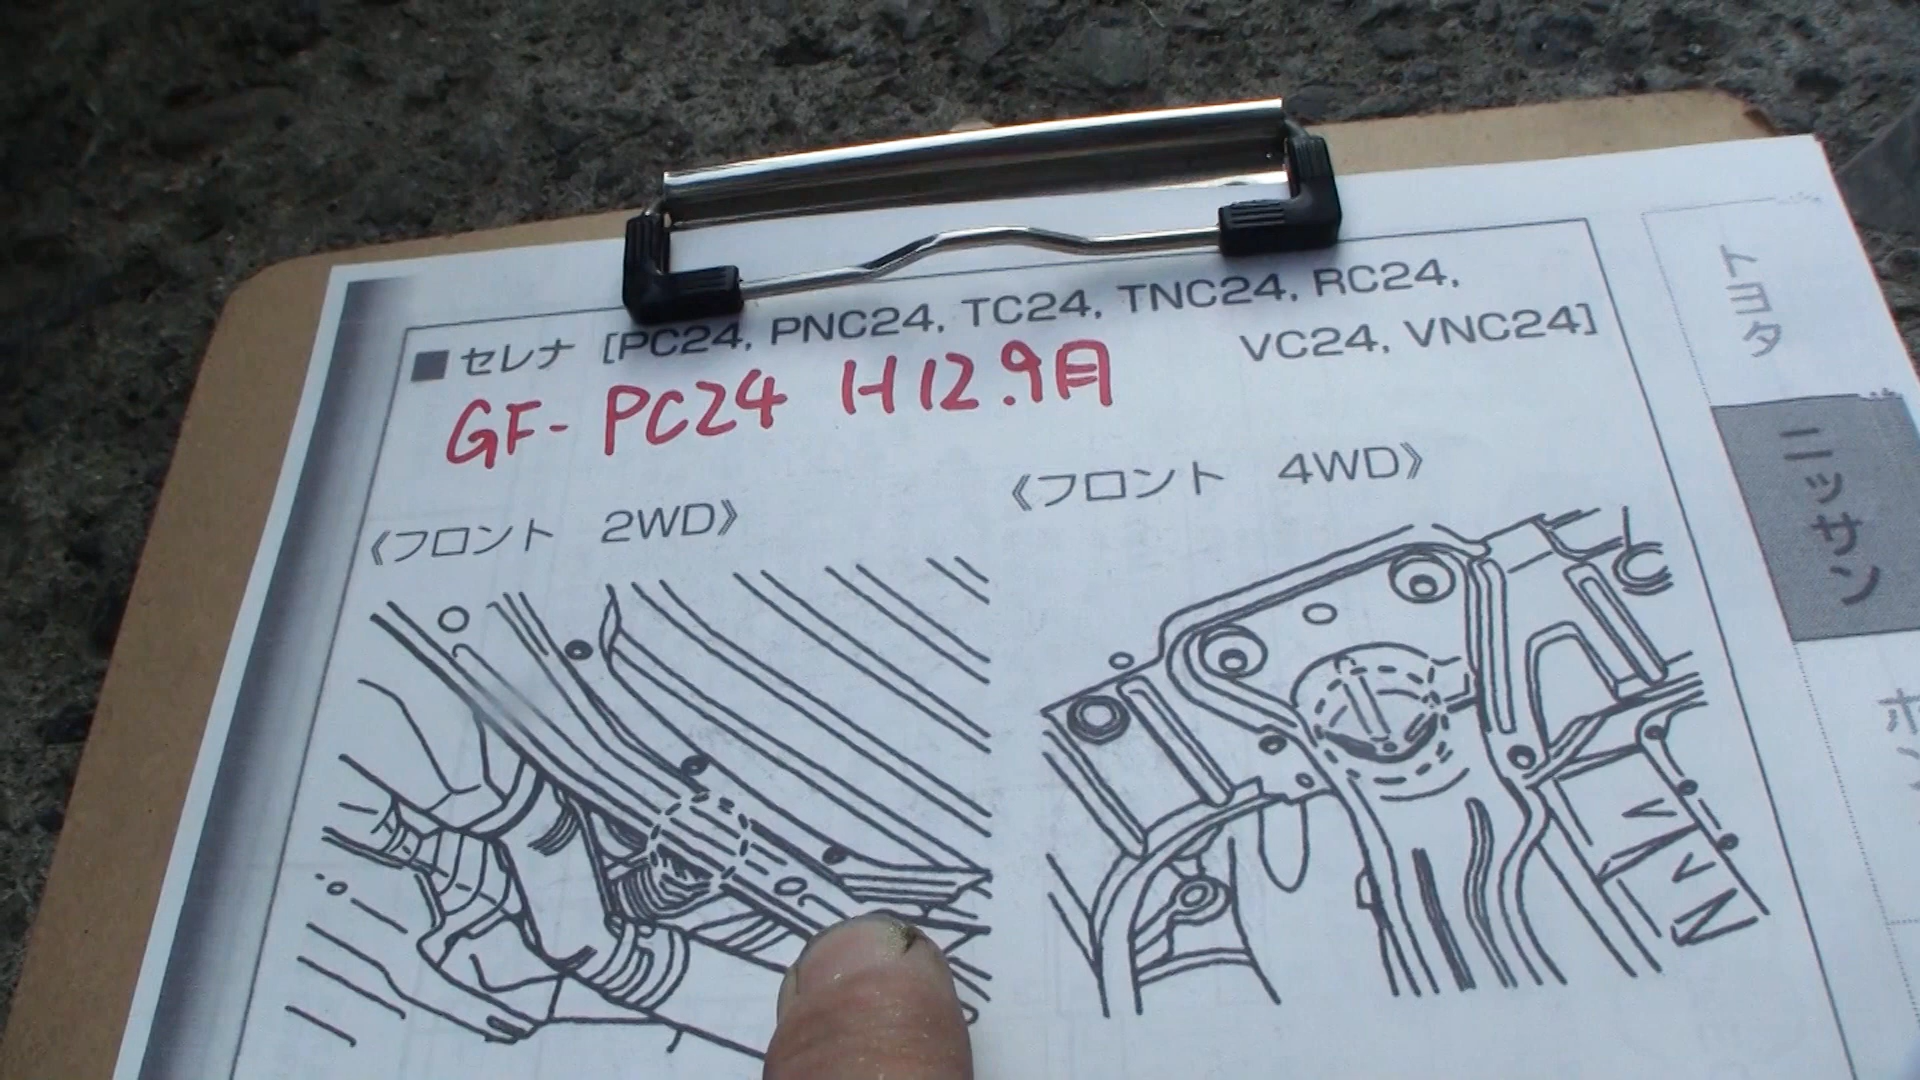 ■ セレナ [PC24, PNC24, TC24, TNC24, RC24,
VC24, VNC24]
GF-PC24 H12.9月
《フロント 2WD》
《フロント 4WD》
トヨタ
ニッサン